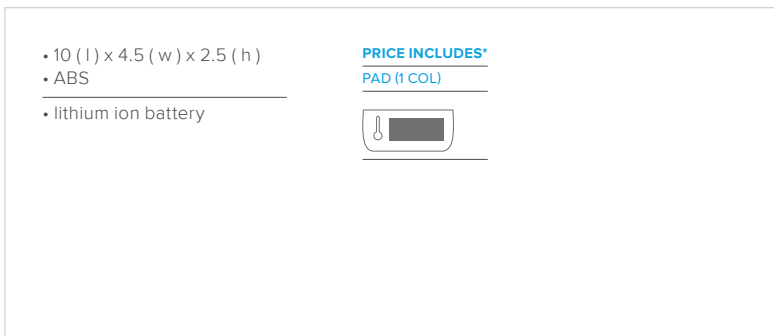 • 10 ( l ) x 4.5 ( w ) x 2.5 ( h )
• ABS
• lithium ion battery
PRICE INCLUDES*
PAD (1 COL)